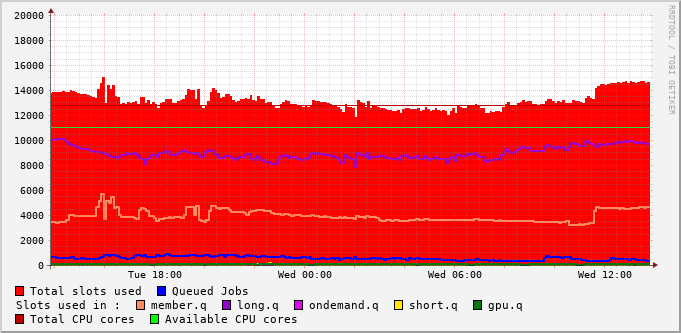 20000
18000
16000
14000
12000
10000
8000
6000
4000
2000
0
Tue 18:00 Wed 00:00 Wed 06:00 Wed 12:00
RRDTOOL / TOBI OETIKER
Total slots used Queued Jobs
Slots used in : member.q long.q ondemand.q short.q gpu.q
Total CPU cores Available CPU cores